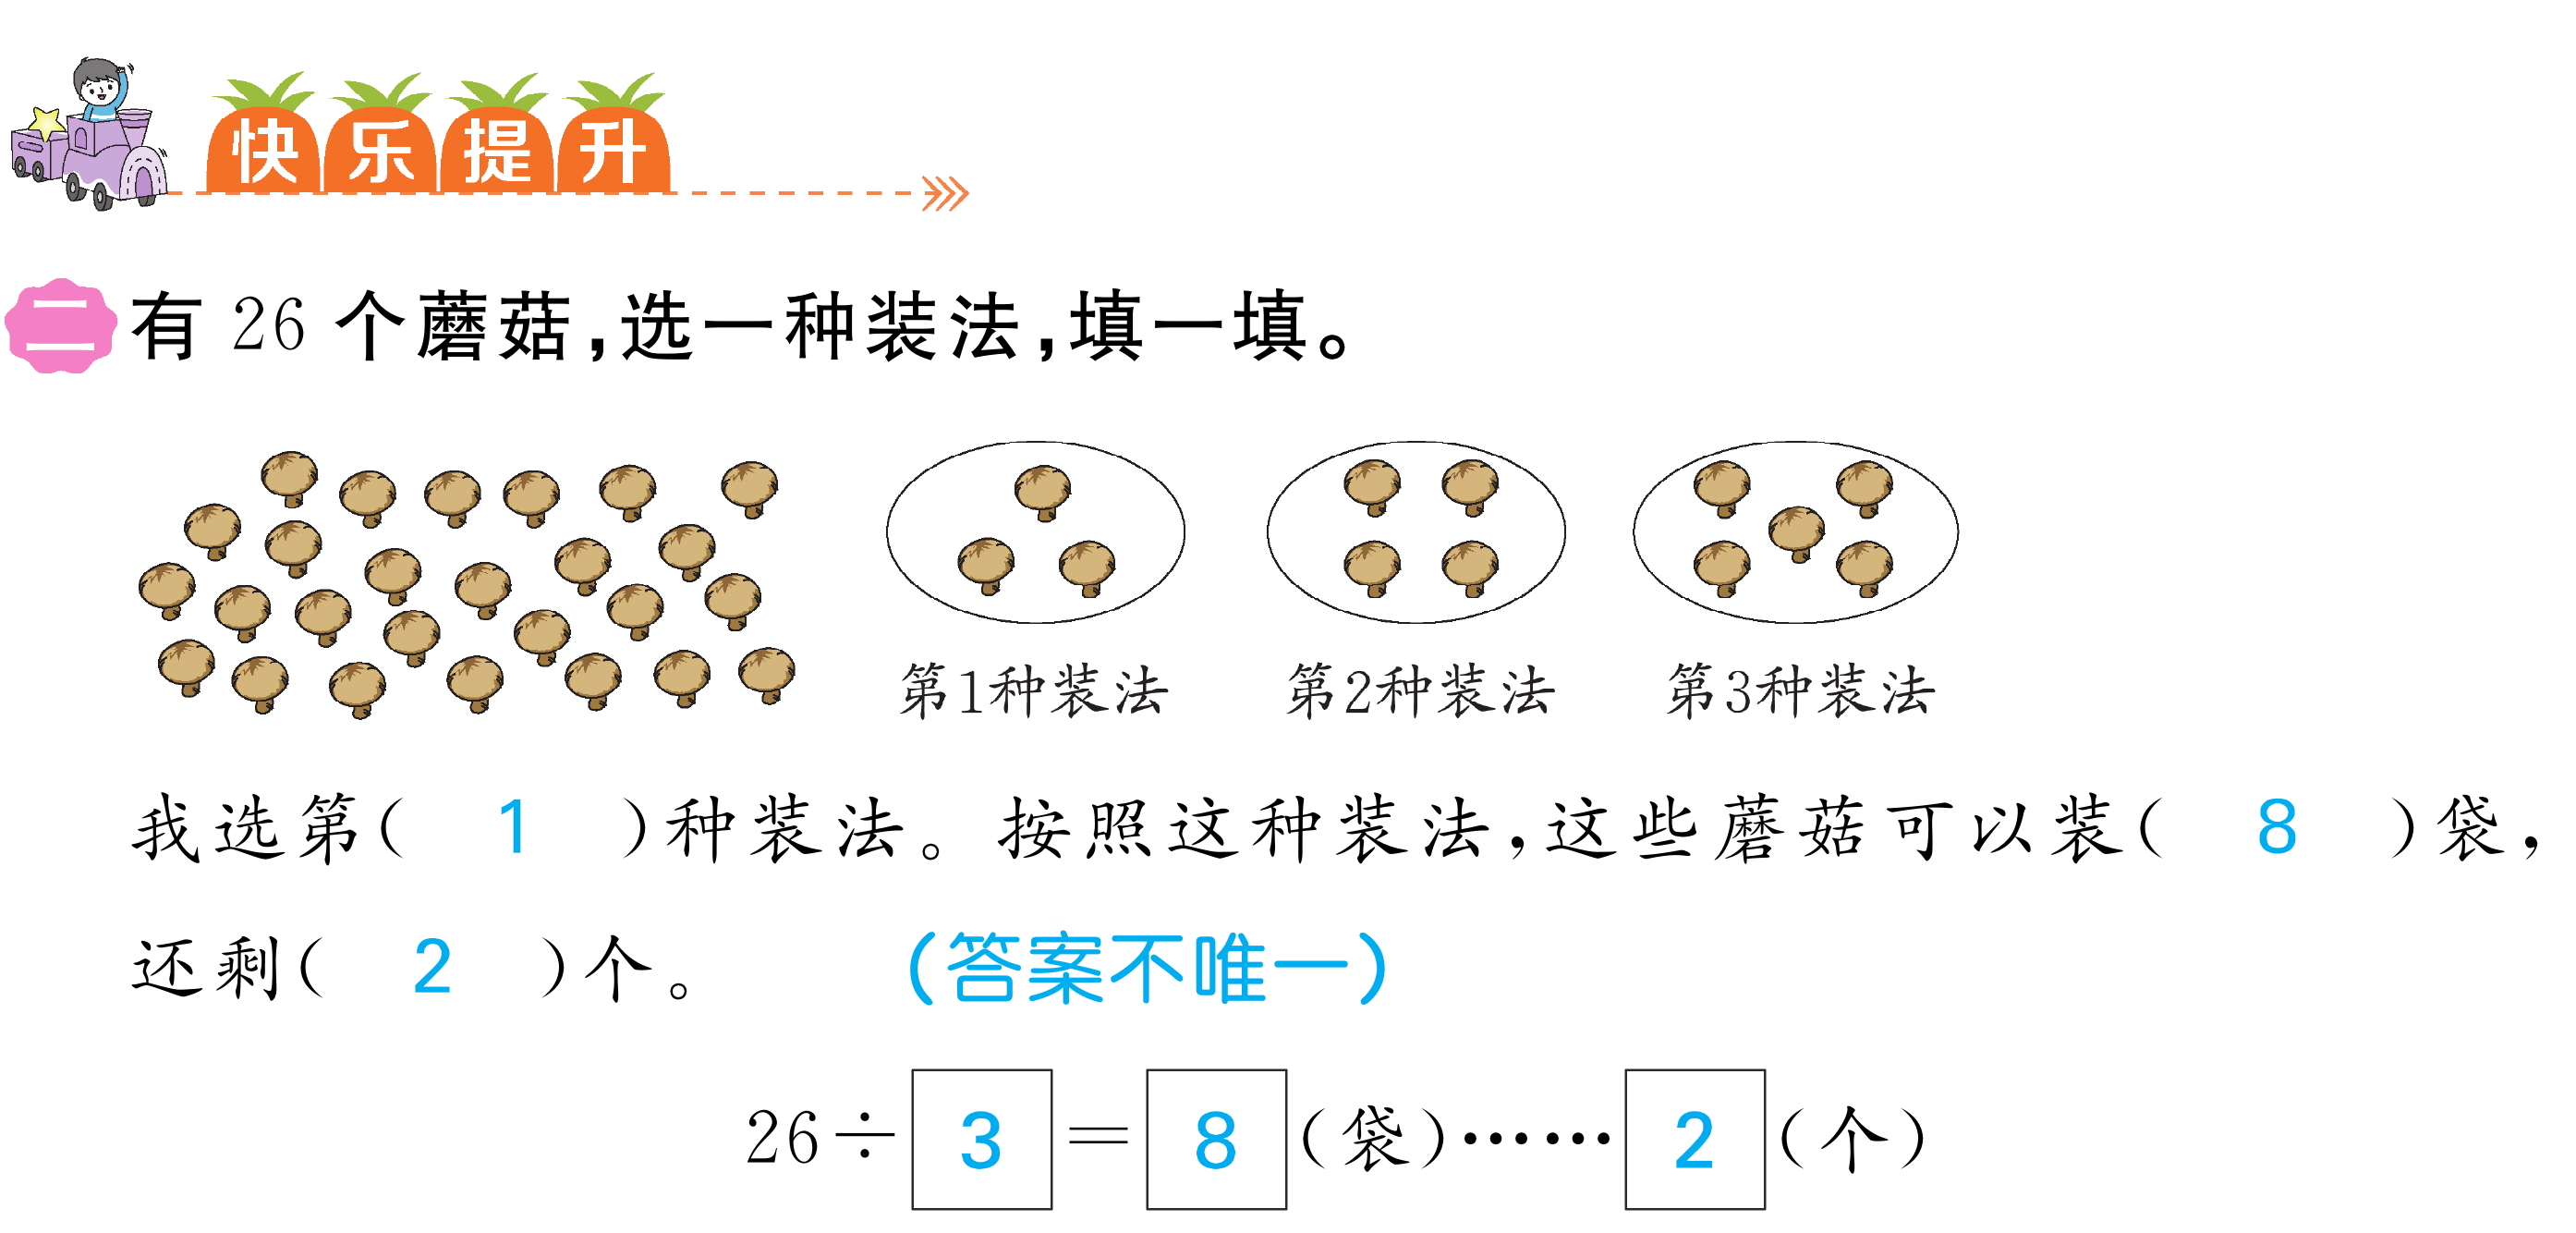 快乐提升
二 有 26 个蘑菇,选一种装法,填一填。
第1种装法 第2种装法 第3种装法
我选第( 1 )种装法。按照这种装法,这些蘑菇可以装( 8 )袋,
还剩( 2 )个。 (答案不唯一)
26÷3=8(袋)……2(个)